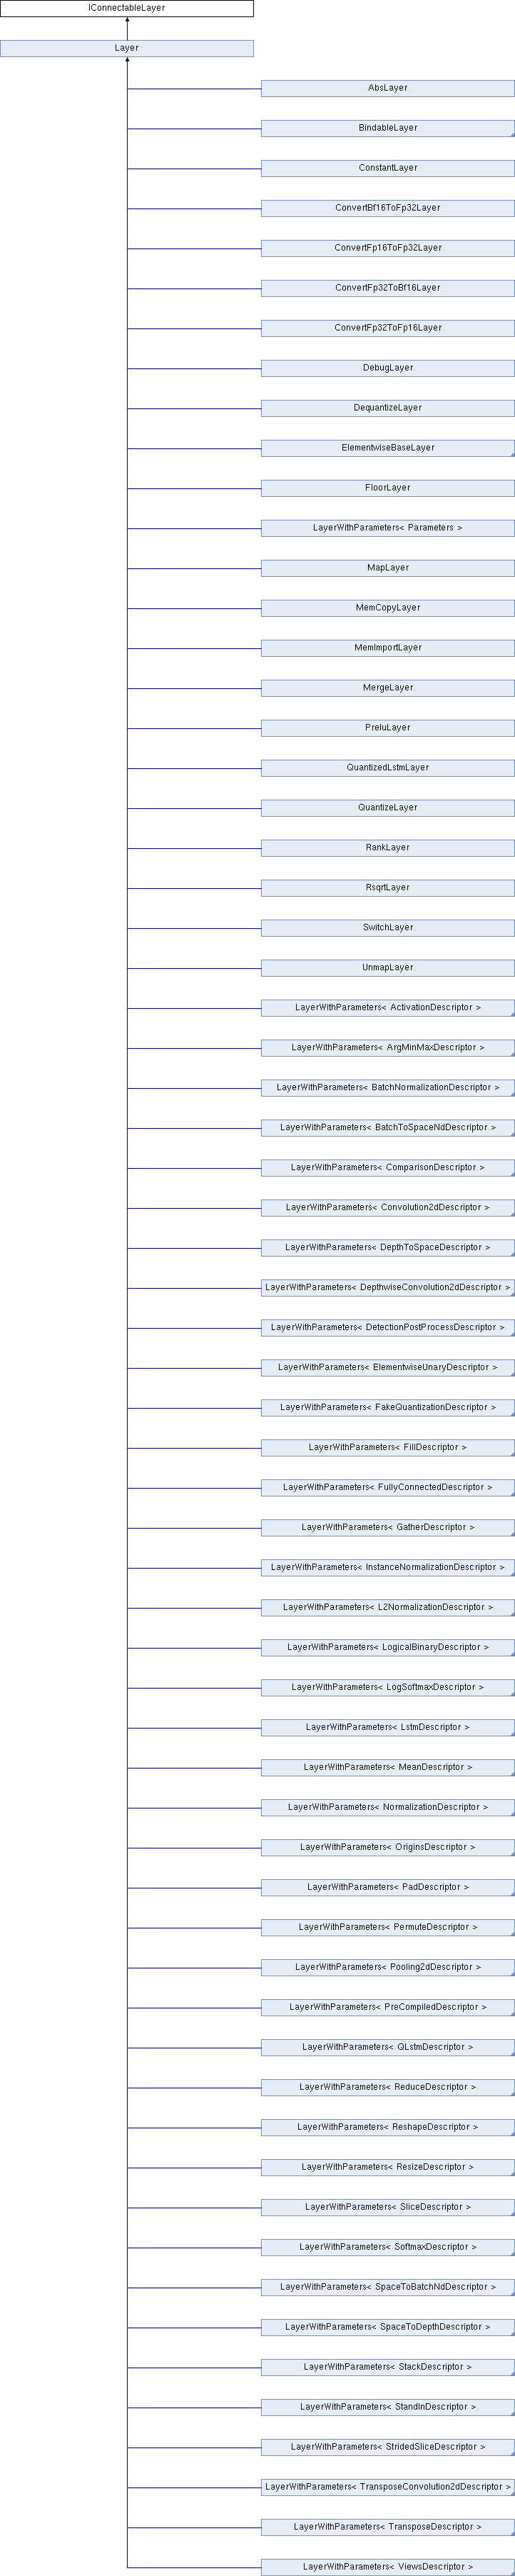 IConnectableLayer
Layer
AbsLayer
BindableLayer
ConstantLayer
ConvertBf16ToFp32Layer
ConvertFp16ToFp32Layer
ConvertFp32ToBf16Layer
ConvertFp32ToFp16Layer
DebugLayer
DequantizeLayer
ElementwiseBaseLayer
FloorLayer
LayerWithParameters< Parameters >
MapLayer
MemCopyLayer
MemImportLayer
MergeLayer
PreluLayer
QuantizedLstmLayer
QuantizeLayer
RankLayer
RsqrtLayer
SwitchLayer
UnmapLayer
LayerWithParameters< ActivationDescriptor >
LayerWithParameters< ArgMinMaxDescriptor >
LayerWithParameters< BatchNormalizationDescriptor >
LayerWithParameters< BatchToSpaceNdDescriptor >
LayerWithParameters< ComparisonDescriptor >
LayerWithParameters< Convolution2dDescriptor >
LayerWithParameters< DepthToSpaceDescriptor >
LayerWithParameters< DepthwiseConvolution2dDescriptor >
LayerWithParameters< DetectionPostProcessDescriptor >
LayerWithParameters< ElementwiseUnaryDescriptor >
LayerWithParameters< FakeQuantizationDescriptor >
LayerWithParameters< FillDescriptor >
LayerWithParameters< FullyConnectedDescriptor >
LayerWithParameters< GatherDescriptor >
LayerWithParameters< InstanceNormalizationDescriptor >
LayerWithParameters< L2NormalizationDescriptor >
LayerWithParameters< LogicalBinaryDescriptor >
LayerWithParameters< LogSoftmaxDescriptor >
LayerWithParameters< LstmDescriptor >
LayerWithParameters< MeanDescriptor >
LayerWithParameters< NormalizationDescriptor >
LayerWithParameters< OriginsDescriptor >
LayerWithParameters< PadDescriptor >
LayerWithParameters< PermuteDescriptor >
LayerWithParameters< Pooling2dDescriptor >
LayerWithParameters< PreCompiledDescriptor >
LayerWithParameters< QLstmDescriptor >
LayerWithParameters< ReduceDescriptor >
LayerWithParameters< ReshapeDescriptor >
LayerWithParameters< ResizeDescriptor >
LayerWithParameters< SliceDescriptor >
LayerWithParameters< SoftmaxDescriptor >
LayerWithParameters< SpaceToBatchNdDescriptor >
LayerWithParameters< SpaceToDepthDescriptor >
LayerWithParameters< StackDescriptor >
LayerWithParameters< StandInDescriptor >
LayerWithParameters< StridedSliceDescriptor >
LayerWithParameters< TransposeConvolution2dDescriptor >
LayerWithParameters< TransposeDescriptor >
LayerWithParameters< ViewsDescriptor >